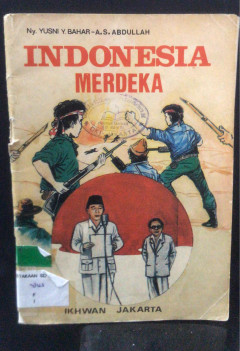 Ny. YUSNI Y. BAHAR-A.S. ABDULLAH
INDONESIA
MERDEKA
IKHWAN JAKARTA